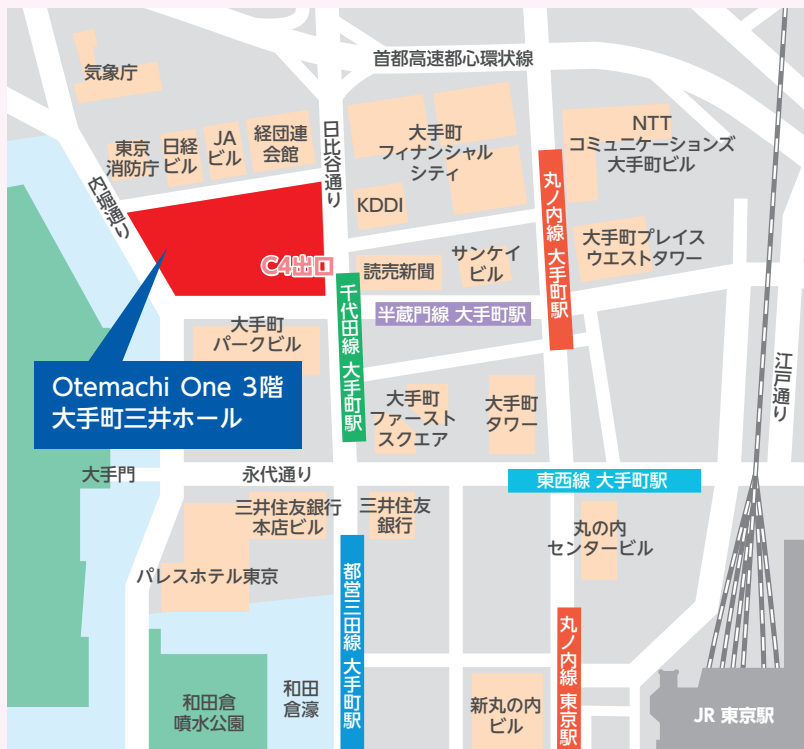 首都高速都心環状線
気象庁
東京
消防庁
日経
ビル
JA
ビル
経団連
会館
日比谷通り
大手町
フィナンシャル
シティ
NTT
コミュニケーションズ
大手町ビル
内堀通り
KDDI
丸ノ内線 大手町駅
大手町プレイス
ウエストタワー
C4出口
読売新聞
サンケイ
ビル
千代田線 大手町駅
半蔵門線 大手町駅
大手町
パークビル
江戸通り
Otemachi One 3階
大手町三井ホール
大手町
ファースト
スクエア
大手町
タワー
大手門
永代通り
東西線 大手町駅
三井住友銀行
本店ビル
三井住友
銀行
丸の内
センタービル
パレスホテル東京
都営三田線 大手町駅
丸ノ内線 東京駅
和田倉
噴水公園
和田
倉濠
新丸の内
ビル
JR 東京駅